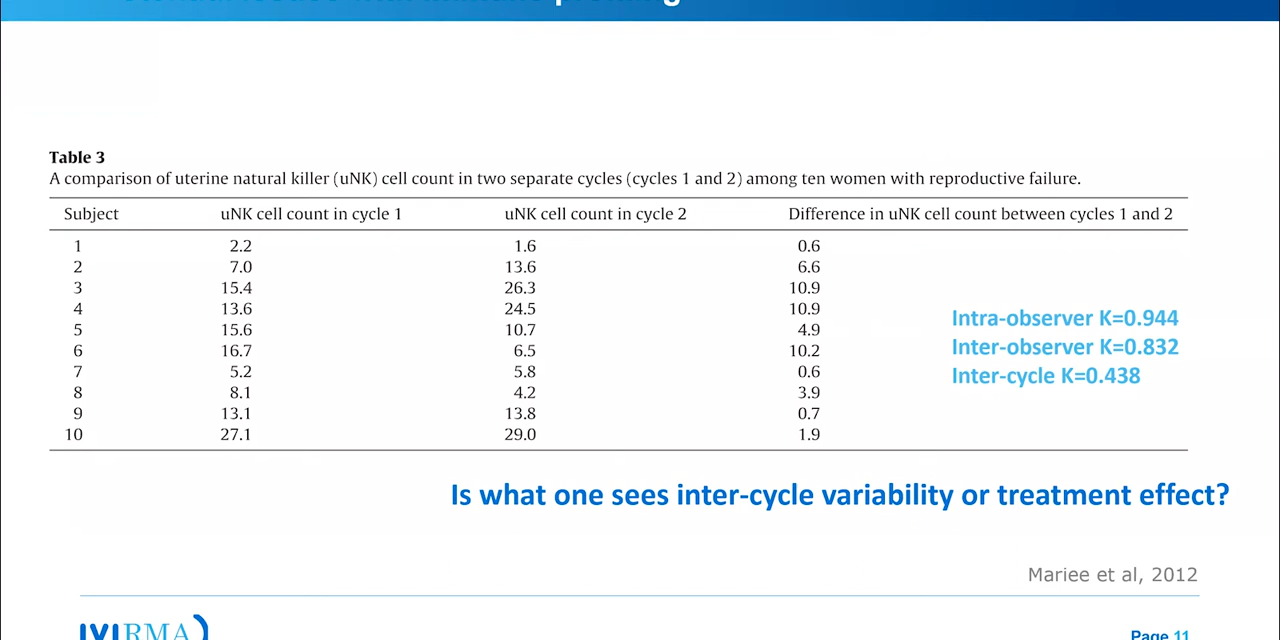 Table 3
A comparison of uterine natural killer (uNK) cell count in two separate cycles (cycles 1 and 2) among ten women with reproductive failure.
Subject uNK cell count in cycle 1 uNK cell count in cycle 2 Difference in uNK cell count between cycles 1 and 2
1 2.2 1.6 0.6
2 7.0 13.6 6.6
3 15.4 26.3 10.9
4 13.6 24.5 10.9
5 15.6 10.7 4.9
6 16.7 6.5 10.2
7 5.2 5.8 0.6
8 8.1 4.2 3.9
9 13.1 13.8 0.7
10 27.1 29.0 1.9
Intra-observer K=0.944
Inter-observer K=0.832
Inter-cycle K=0.438
Is what one sees inter-cycle variability or treatment effect?
Mariee et al, 2012
IVIRMA
Page 11